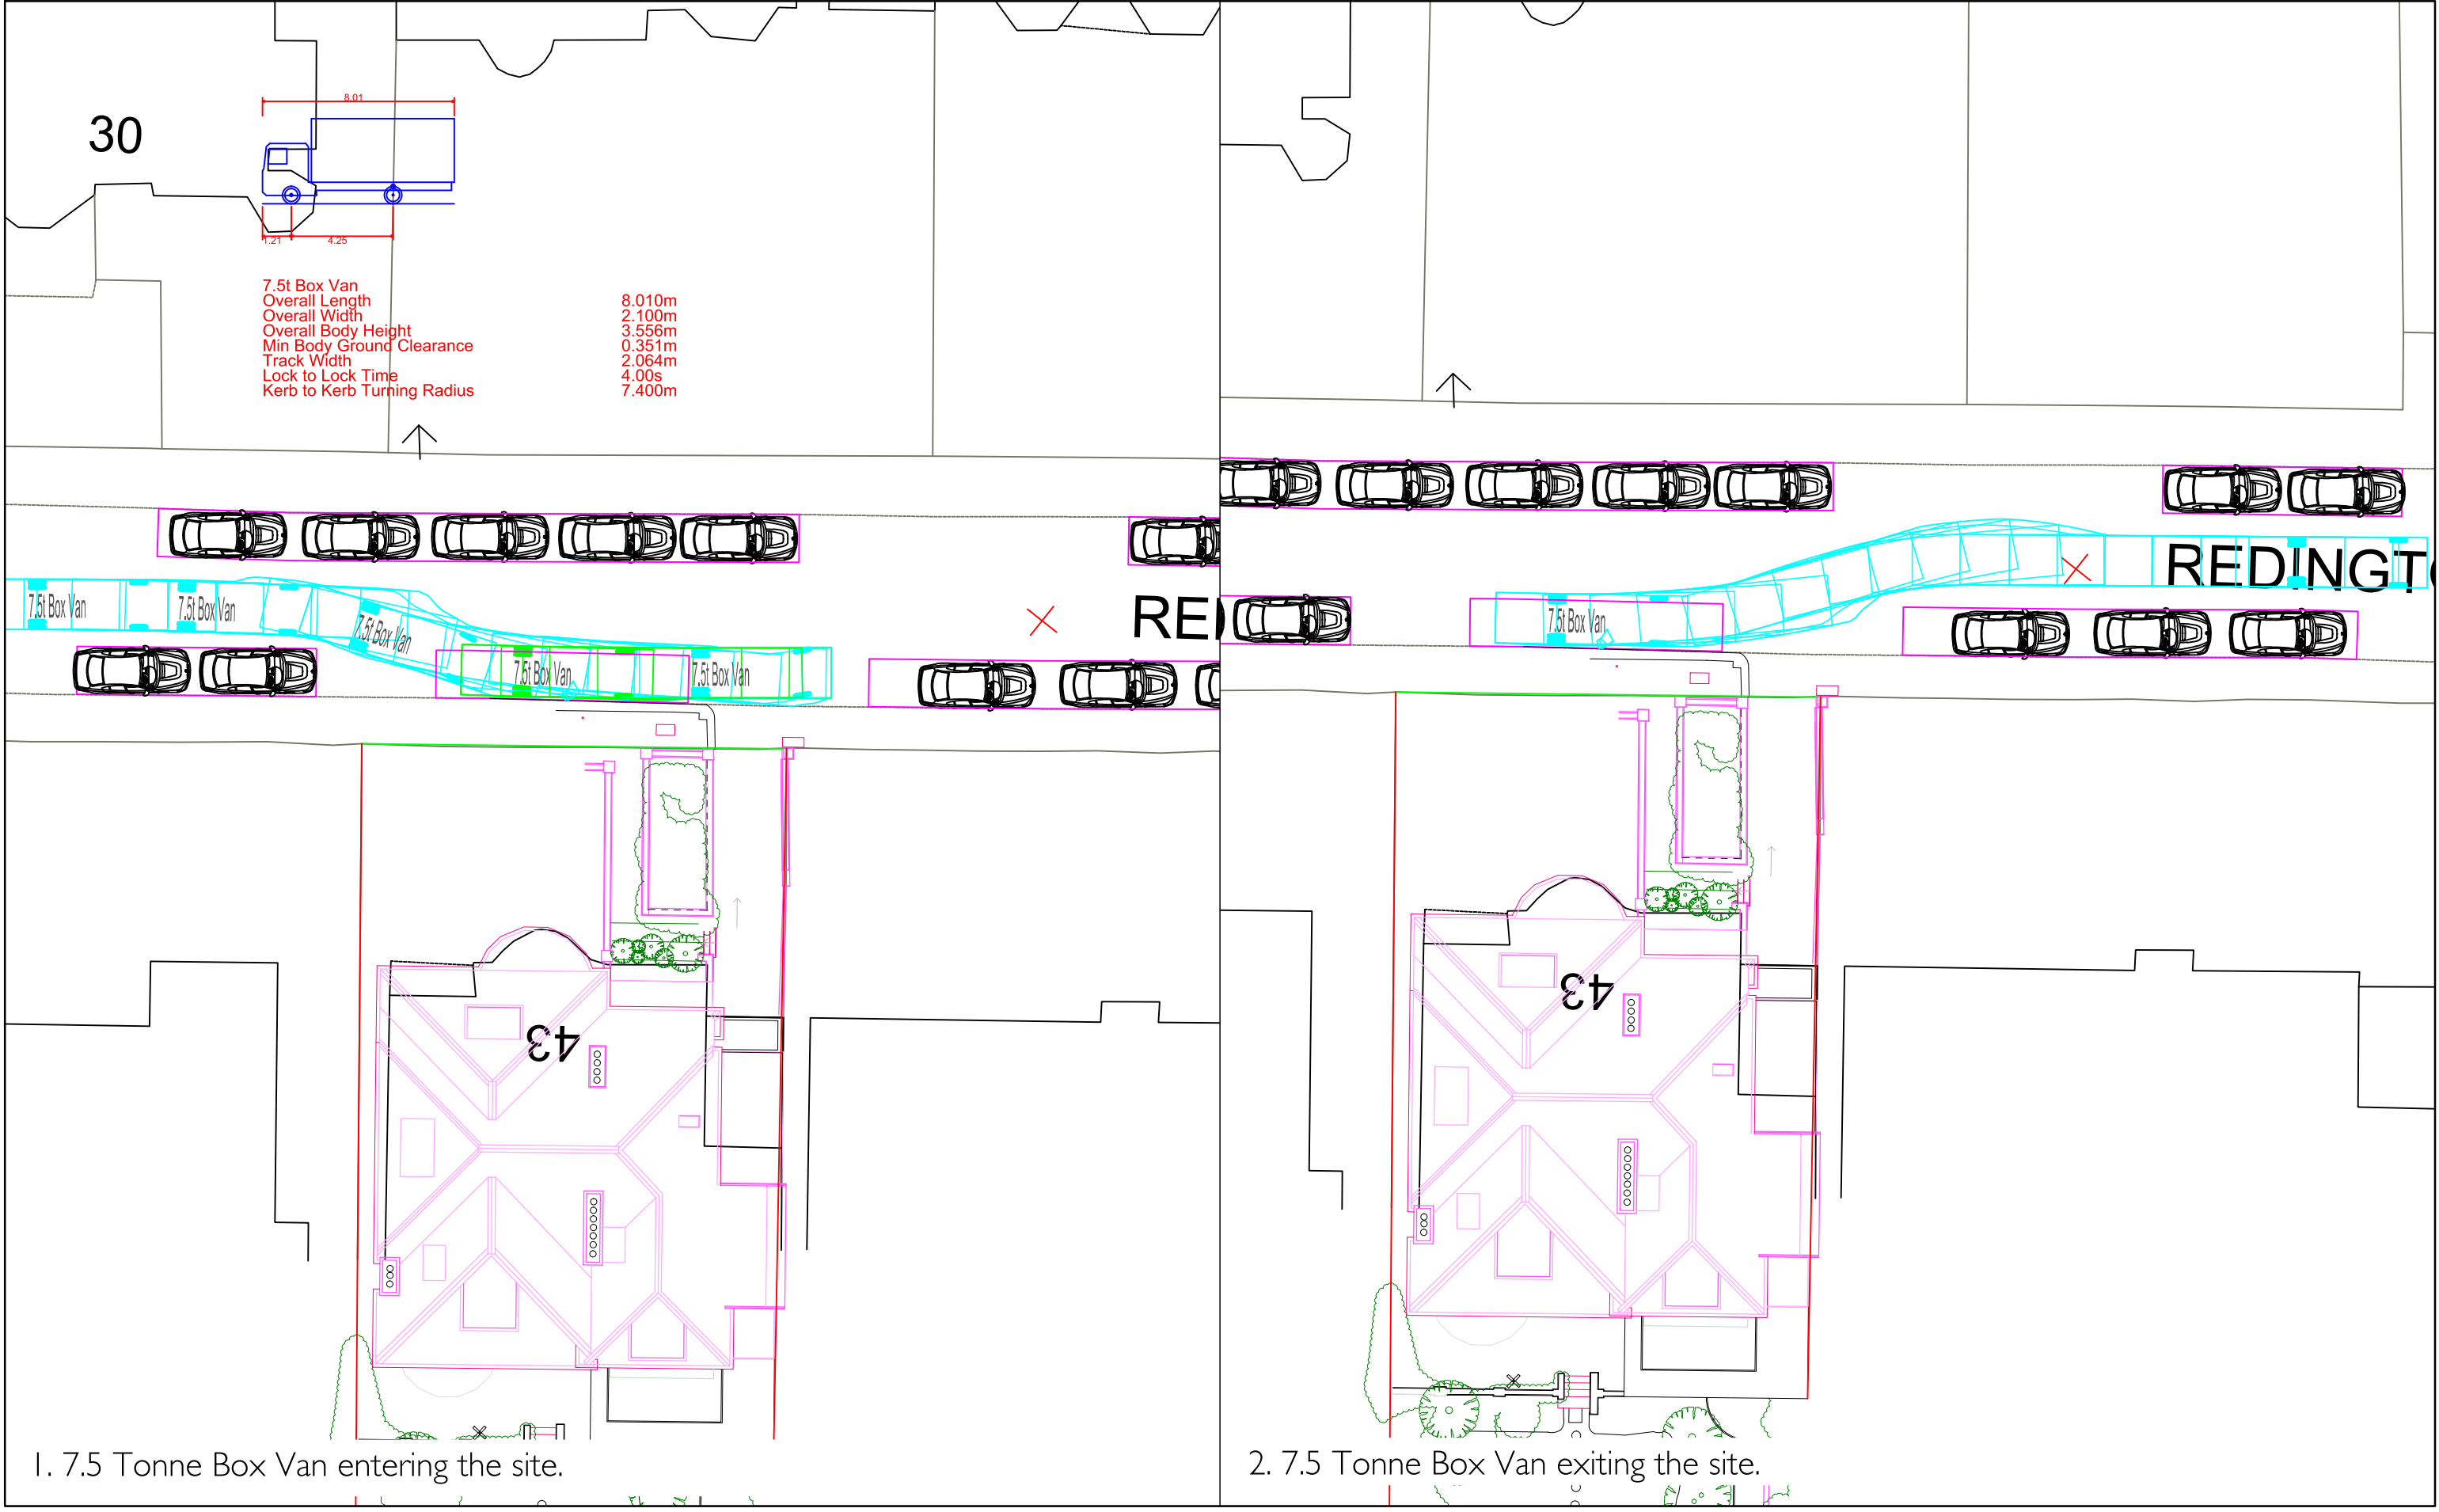 30
8.01
1.21
4.25
7.5t Box Van
Overall Length 8.010m
Overall Width 2.100m
Overall Body Height 3.556m
Min Body Ground Clearance 0.351m
Track Width 2.064m
Lock to Lock Time 4.00s
Kerb to Kerb Turning Radius 7.400m
7.5t Box Van
7.5t Box Van
7.5t Box Van
7.5t Box Van
7.5t Box Van
RE
43
1. 7.5 Tonne Box Van entering the site.
REDINGT
7.5t Box Van
43
2. 7.5 Tonne Box Van exiting the site.